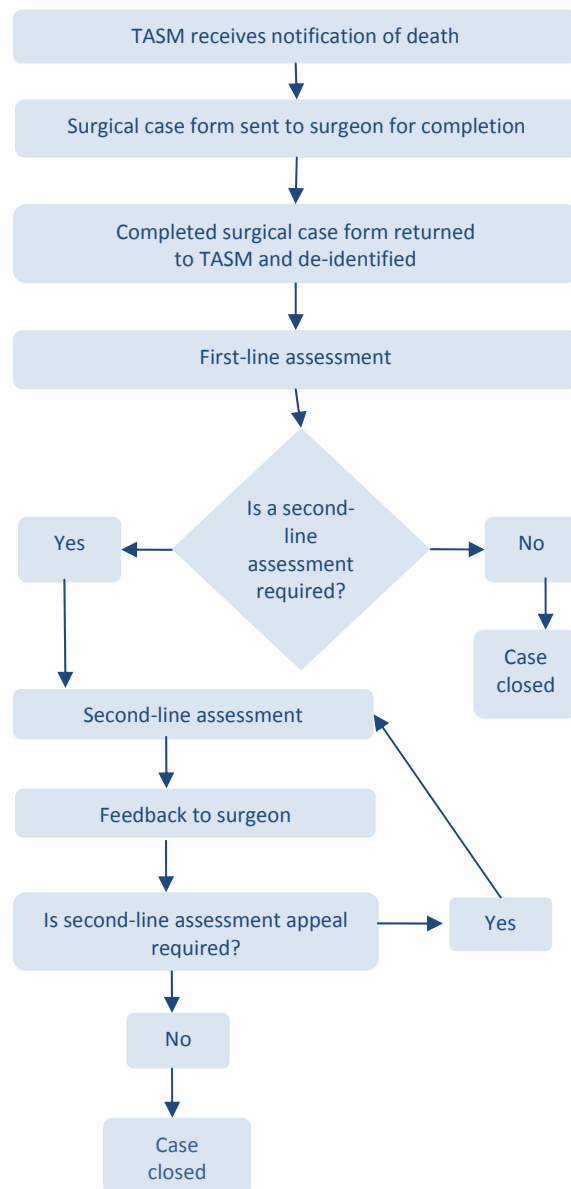 TASM receives notification of death
Surgical case form sent to surgeon for completion
Completed surgical case form returned
to TASM and de-identified
First-line assessment
Is a second-
line
assessment
required?
Yes
No
Case
closed
Second-line assessment
Feedback to surgeon
Is second-line assessment appeal
required?
Yes
No
Case
closed